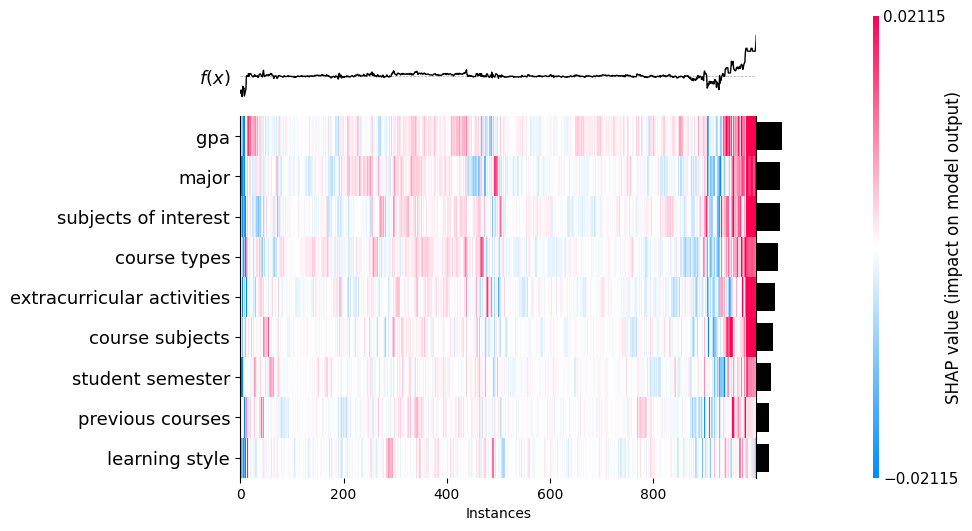 0.02115
f(x)
gpa
major
subjects of interest
course types
extracurricular activities
course subjects
student semester
previous courses
learning style
0 200 400 600 800
Instances
SHAP value (impact on model output)
−0.02115